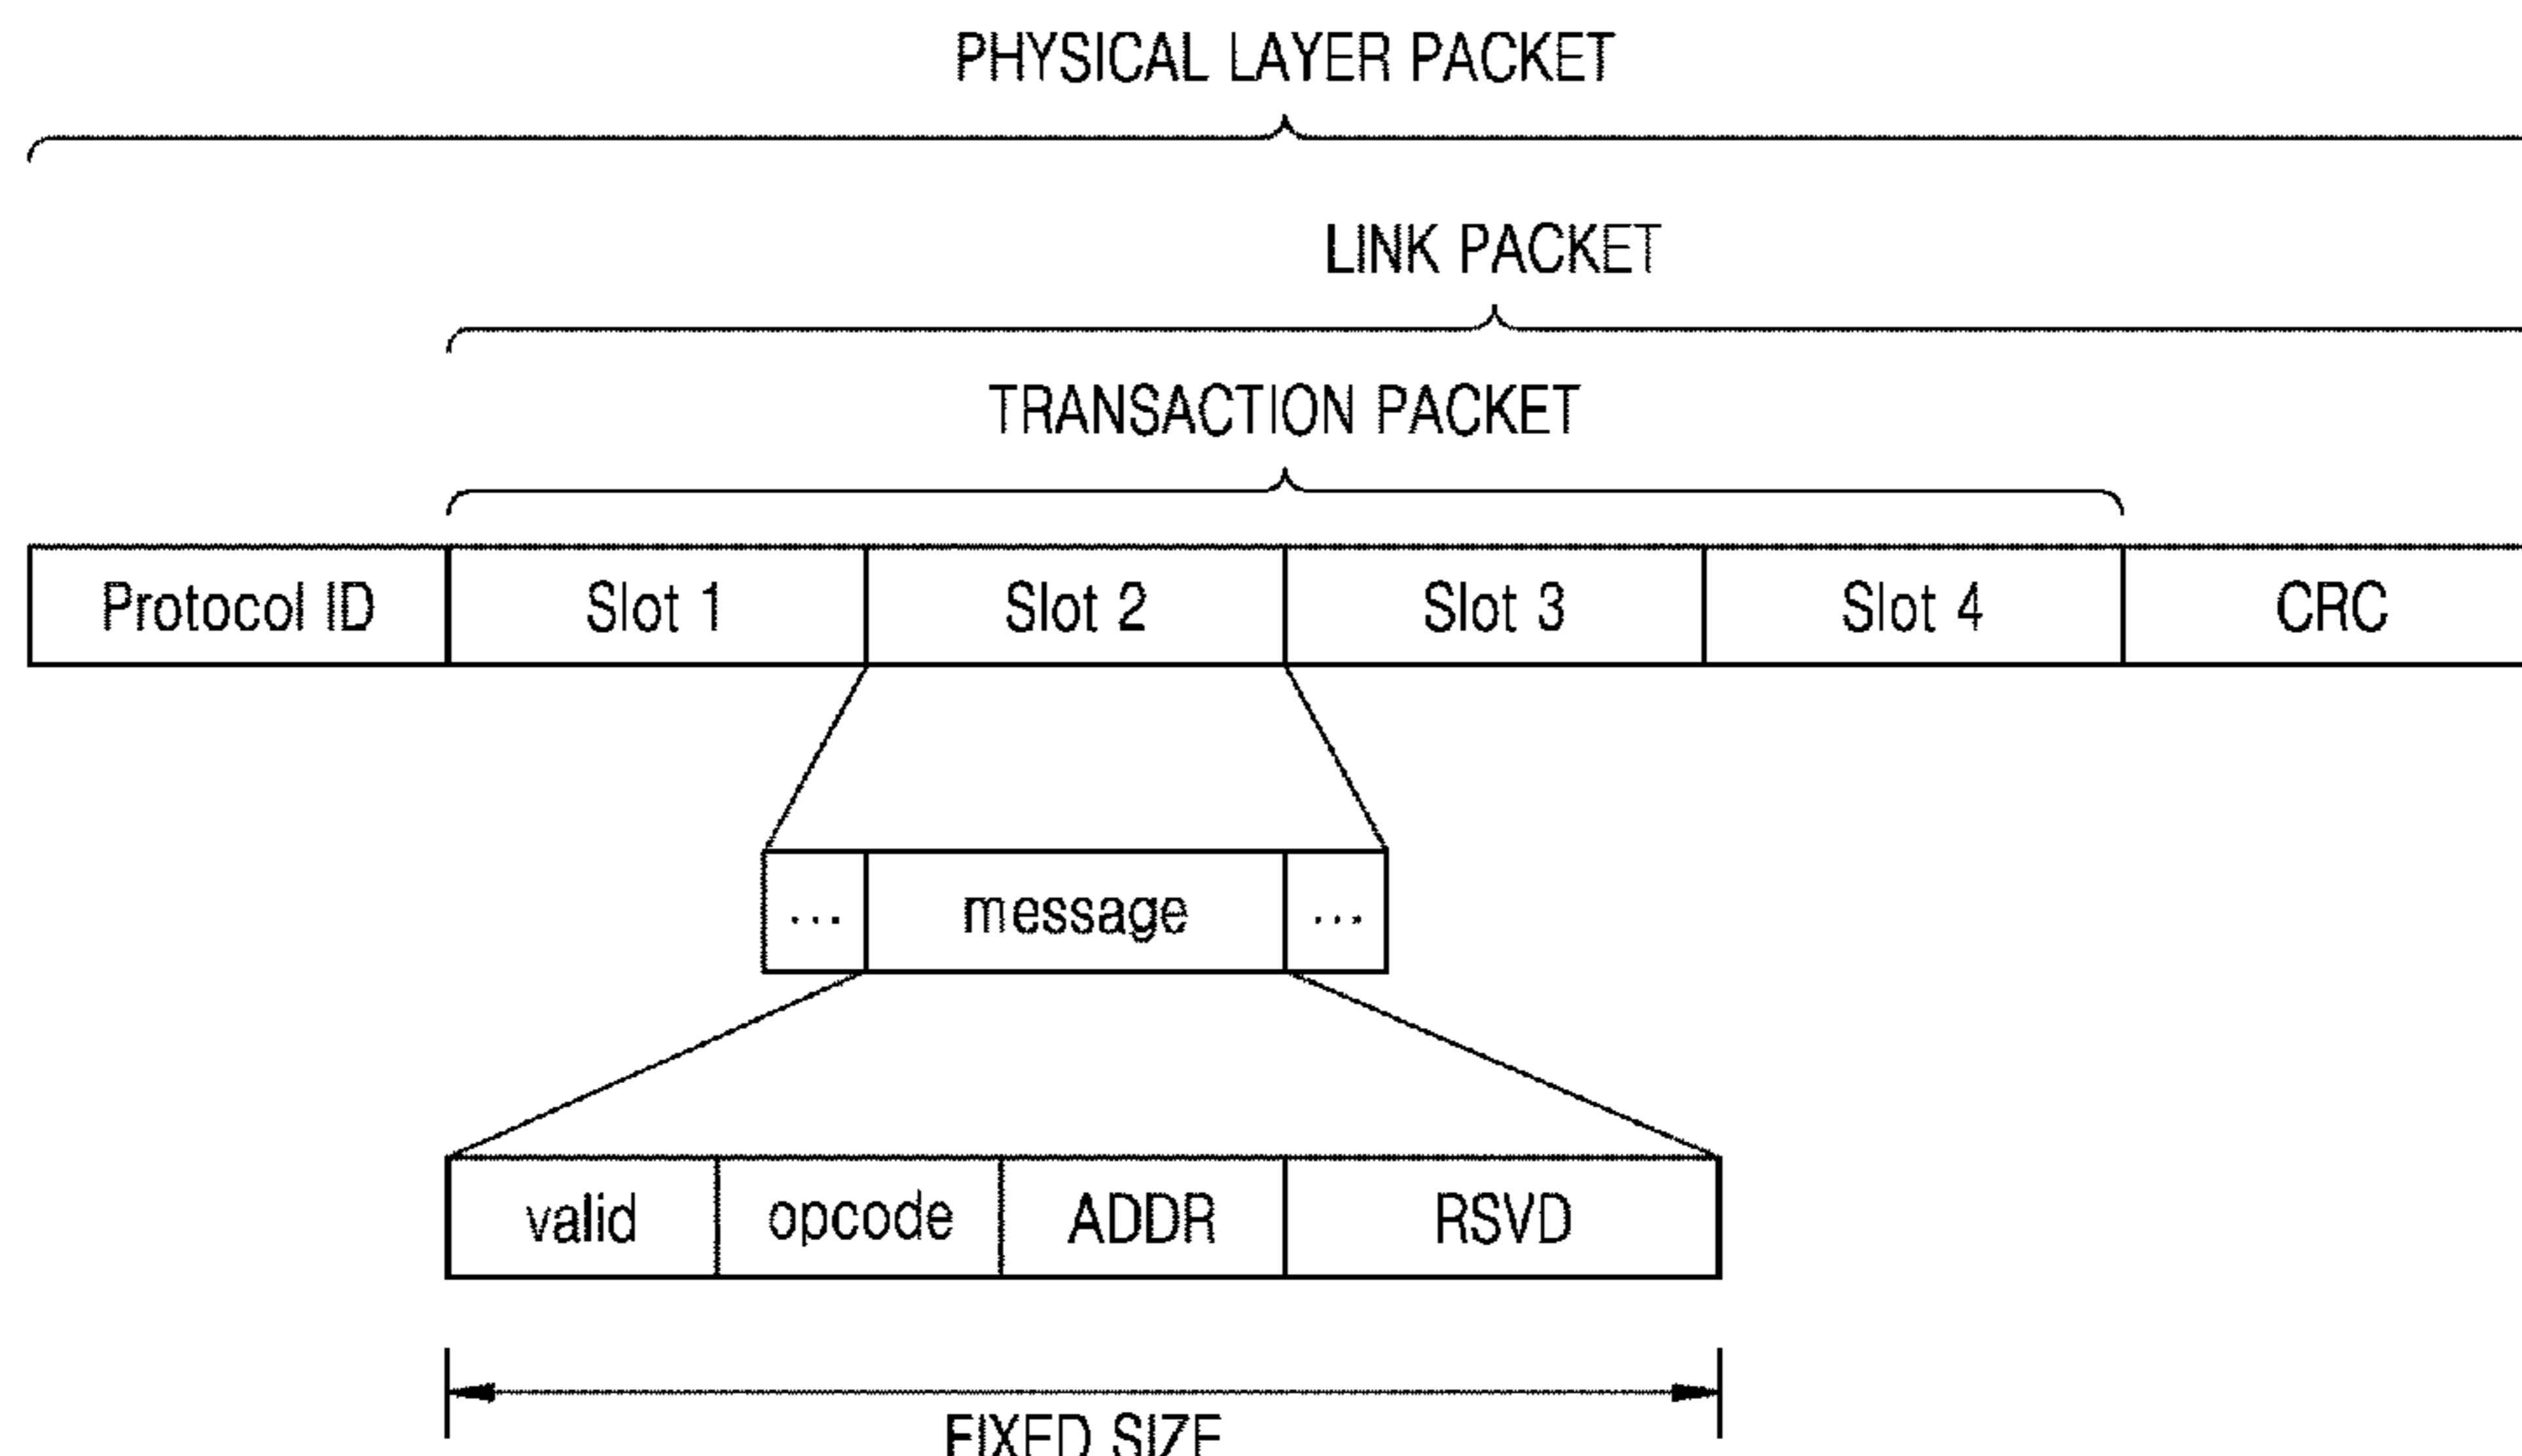 PHYSICAL LAYER PACKET
LINK PACKET
TRANSACTION PACKET
Protocol ID Slot 1 Slot 2 Slot 3 Slot 4 CRC
... message ...
valid opcode ADDR RSVD
FIXED SIZE